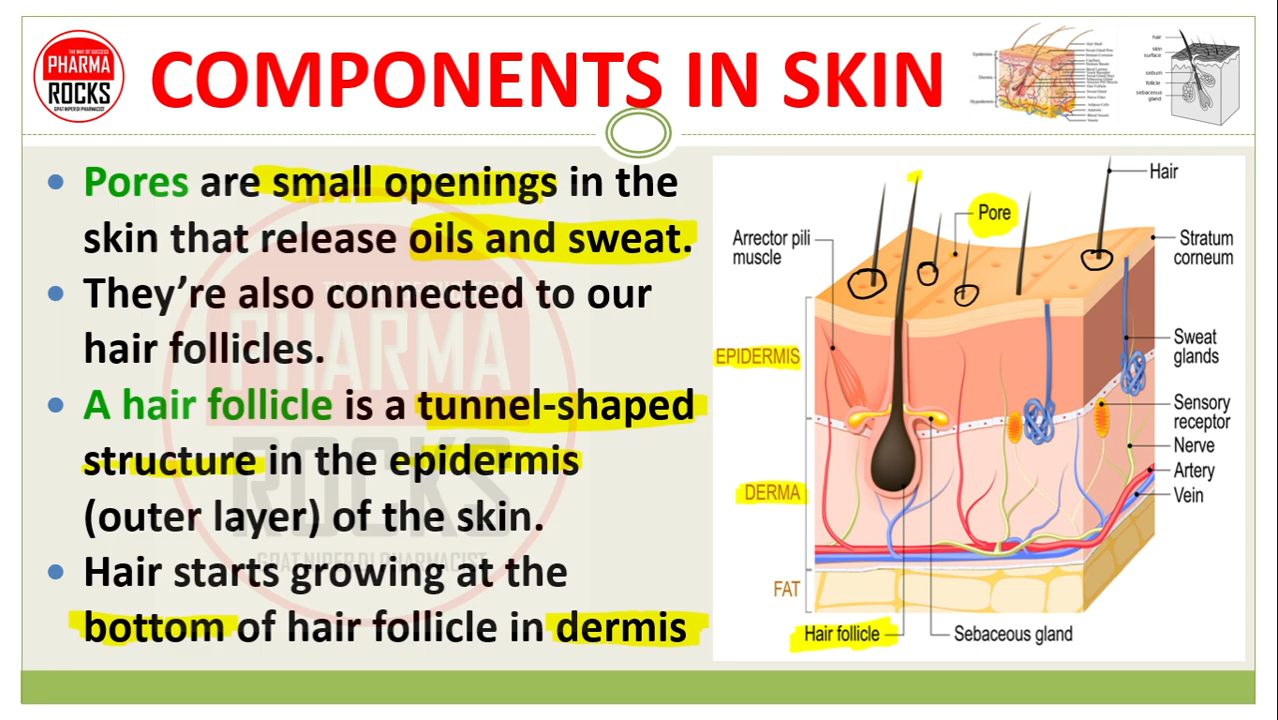 THE WAY OF SUCCESS
PHARMA
ROCKS
GPAT NIPER DI PHARMACIST
COMPONENTS IN SKIN
hair
skin
surface
sebum
follicle
sebaceous
gland
Epidermis
Dermis
Hypodermis
• Pores are small openings in the
skin that release oils and sweat.
• They’re also connected to our
hair follicles.
• A hair follicle is a tunnel-shaped
structure in the epidermis
(outer layer) of the skin.
• Hair starts growing at the
bottom of hair follicle in dermis
PHARMA
ROCKS
GPAT NIPER DI PHARMACIST
Hair
Pore
Arrector pili
muscle
Stratum
corneum
EPIDERMIS
Sweat
glands
Sensory
receptor
Nerve
Artery
Vein
DERMA
FAT
Hair follicle
Sebaceous gland